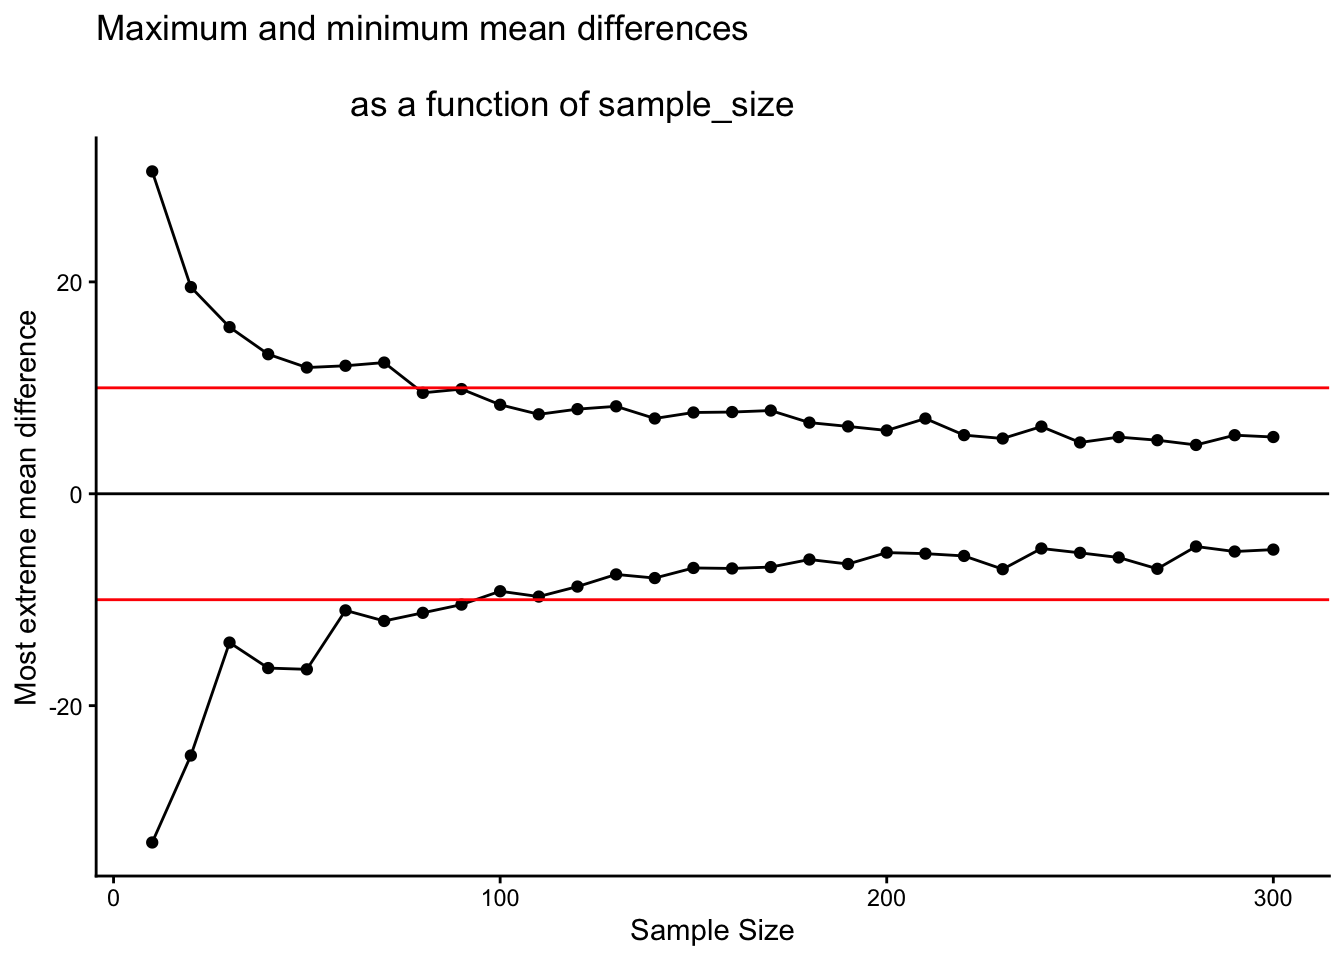 Maximum and minimum mean differences
as a function of sample_size
Most extreme mean difference
20
0
-20
0
100
200
300
Sample Size